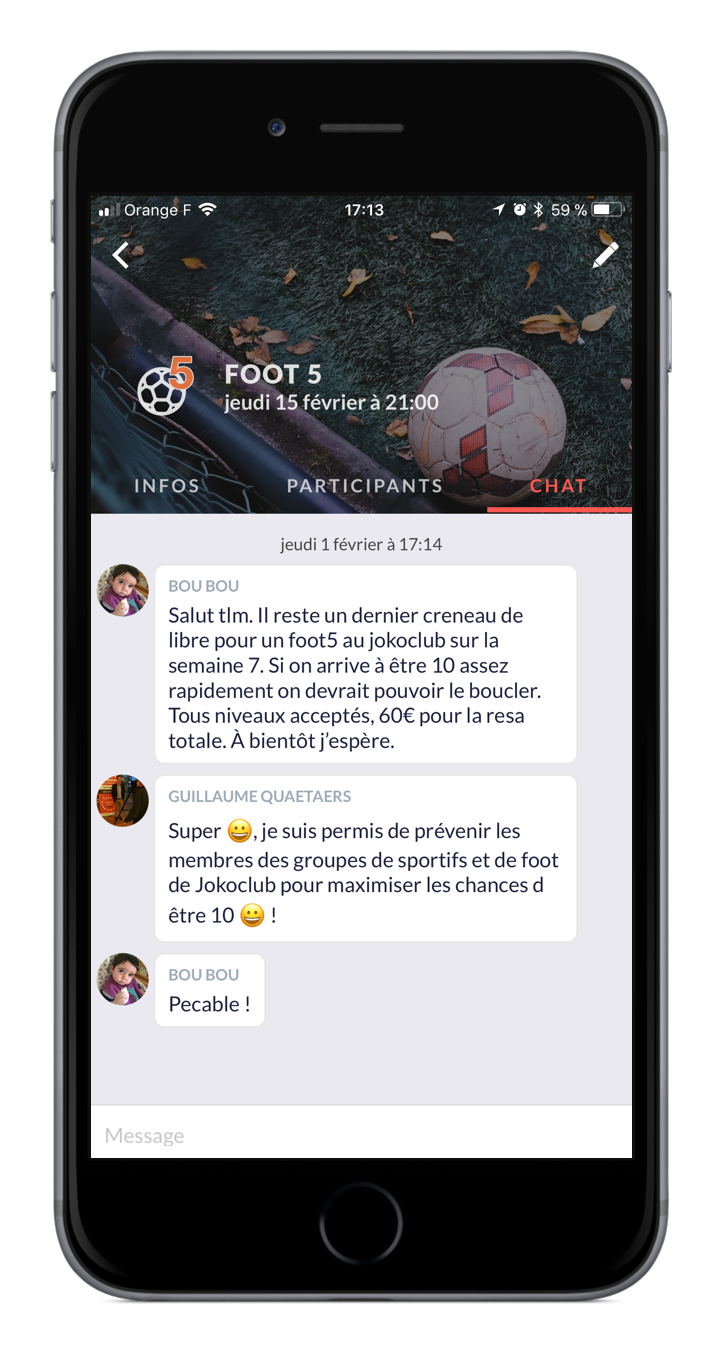 Orange F 17:13 59 %
5
FOOT 5
jeudi 15 février à 21:00
INFOS PARTICIPANTS CHAT
jeudi 1 février à 17:14
BOU BOU
Salut tlm. Il reste un dernier creneau de
libre pour un foot5 au jokoclub sur la
semaine 7. Si on arrive à être 10 assez
rapidement on devrait pouvoir le boucler.
Tous niveaux acceptés, 60€ pour la resa
totale. À bientôt j’espère.
GUILLAUME QUAETAERS
Super 😀, je suis permis de prévenir les
membres des groupes de sportifs et de foot
de Jokoclub pour maximiser les chances d
être 10 😀 !
BOU BOU
Pecable !
Message